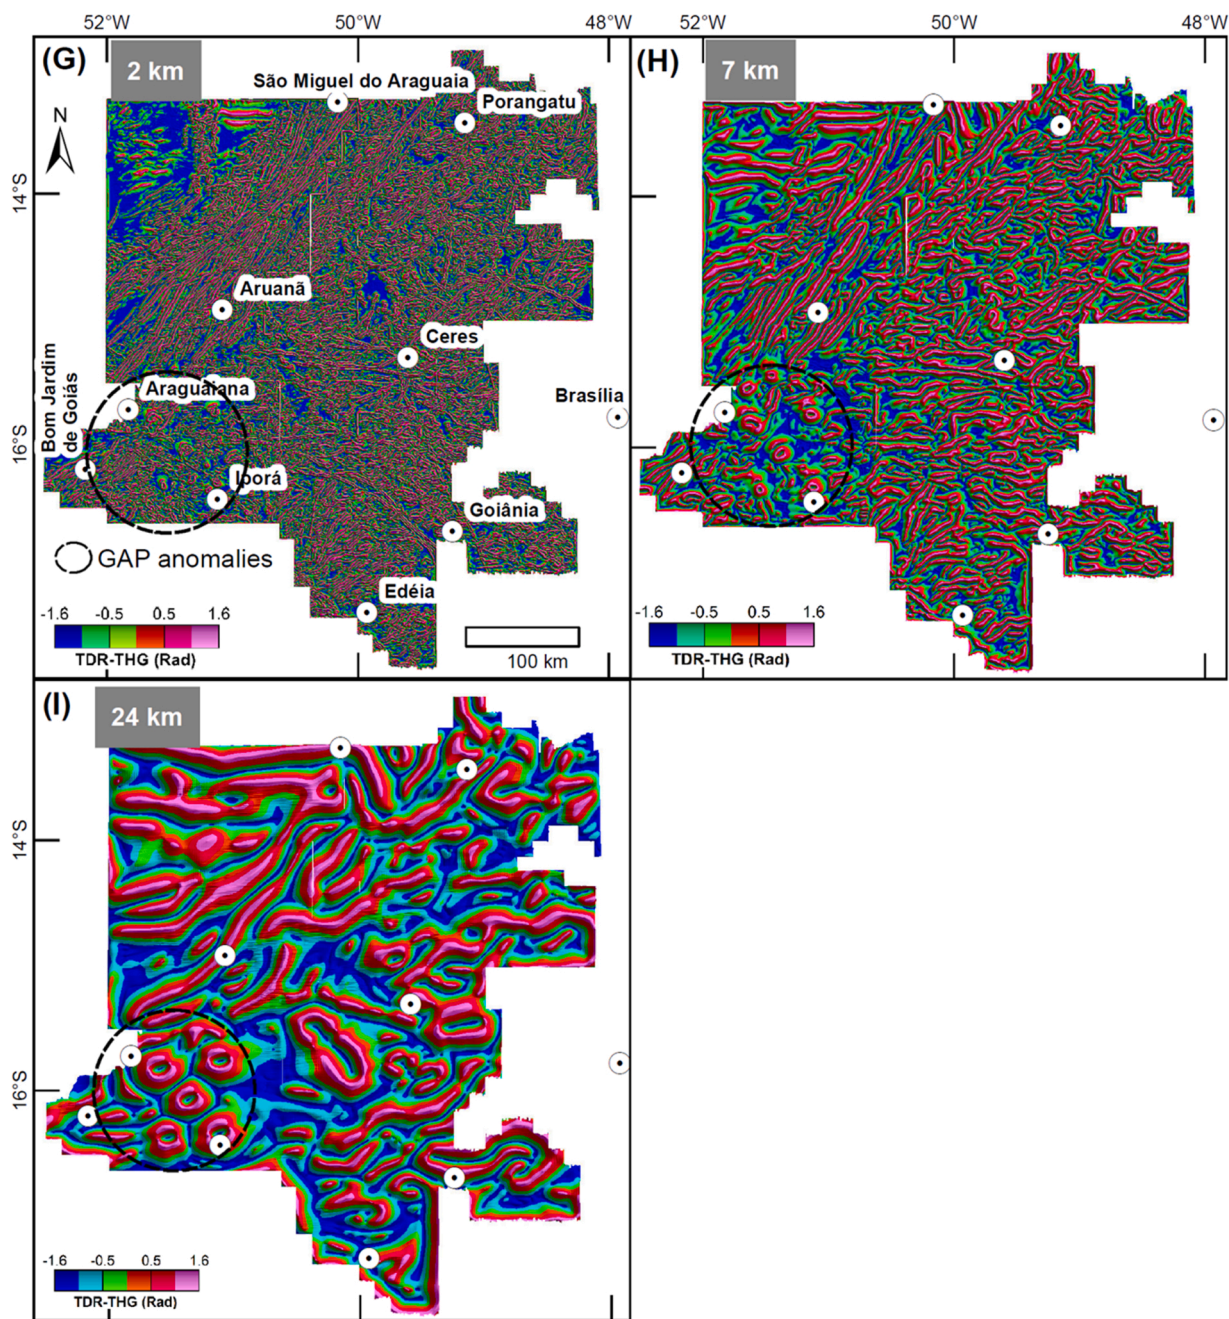 52°W 50°W 48°W 52°W 50°W 48°W
(G) 2 km
São Miguel do Araguaia
Porangatu
N
14°S
Aruanã
Ceres
Bom Jardim
de Goiás
Araguaiana
Brasília
16°S
Iporá
Goiânia
GAP anomalies
Edéia
-1.6 -0.5 0.5 1.6
TDR-THG (Rad)
100 km
(H) 7 km
-1.6 -0.5 0.5 1.6
TDR-THG (Rad)
(I) 24 km
14°S
16°S
-1.6 -0.5 0.5 1.6
TDR-THG (Rad)